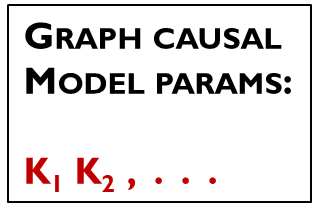 GRAPH CAUSAL
MODEL PARAMS:
K₁ K₂ , . . .